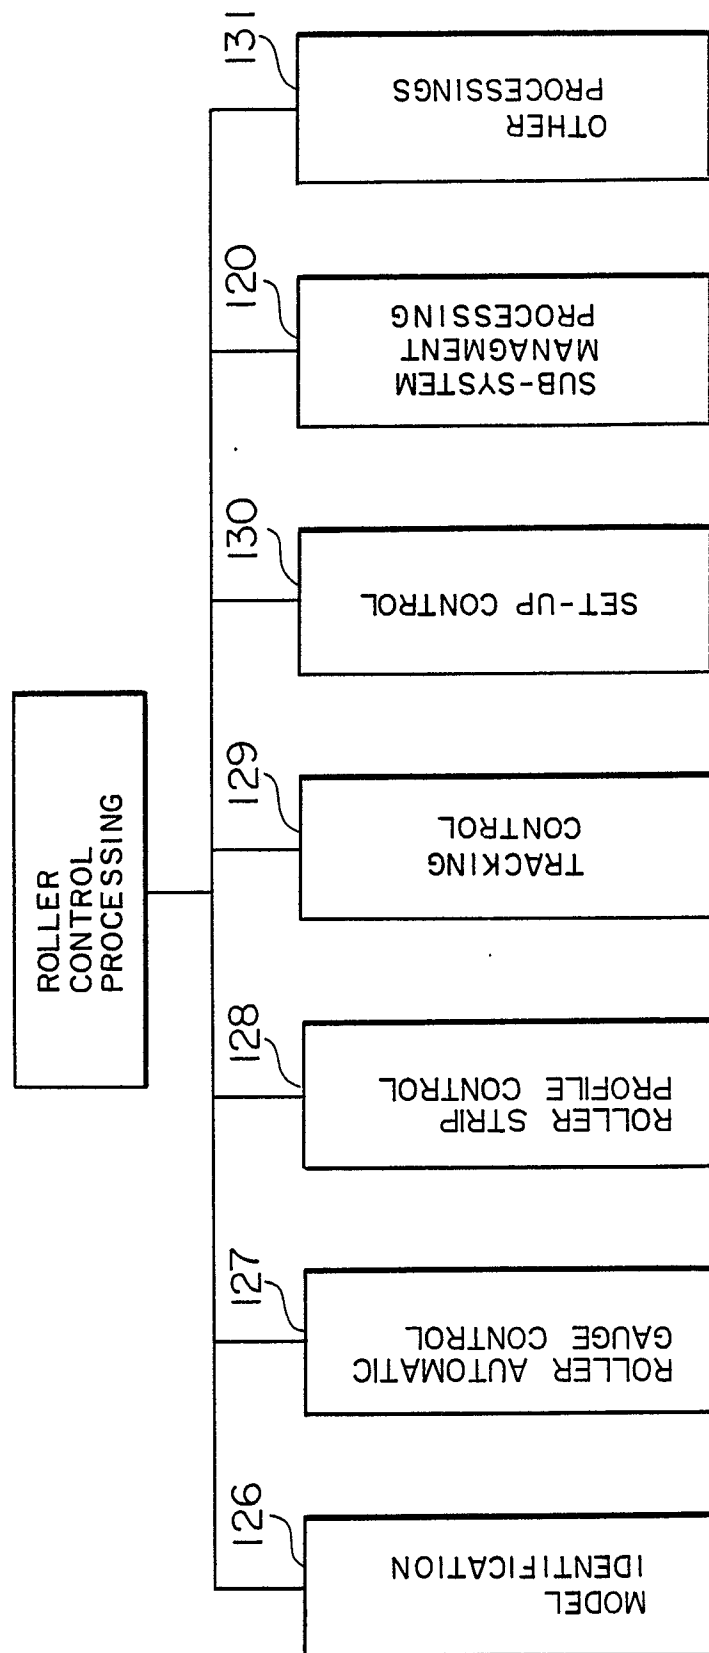 ROLLER
CONTROL
PROCESSING
126
MODEL
IDENTIFICATION
127
ROLLER AUTOMATIC
GAUGE CONTROL
128
ROLLER STRIP
PROFILE CONTROL
129
TRACKING
CONTROL
130
SET-UP CONTROL
120
SUB-SYSTEM
MANAGMENT
PROCESSING
131
OTHER
PROCESSINGS